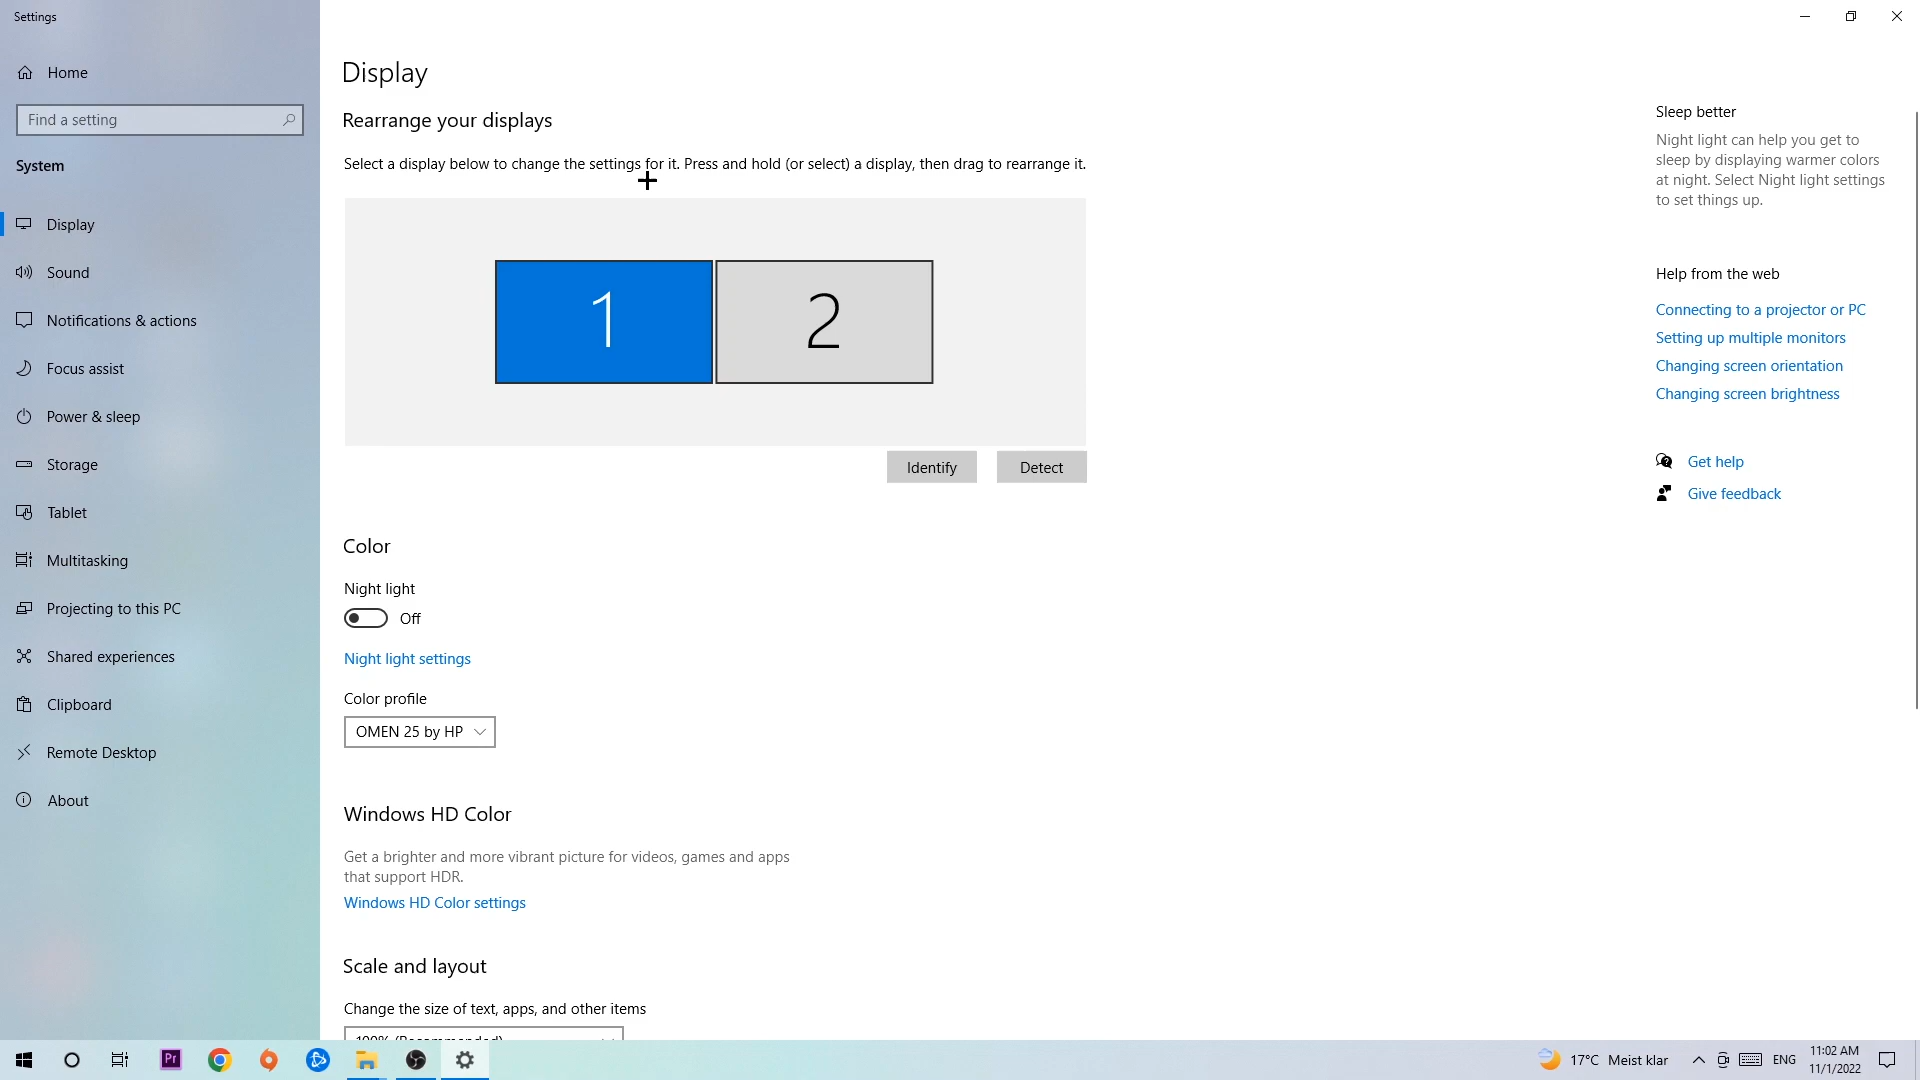 Settings
Home
Find a setting
System
Display
Sound
Notifications & actions
Focus assist
Power & sleep
Storage
Tablet
Multitasking
Projecting to this PC
Shared experiences
Clipboard
Remote Desktop
About
Display
Rearrange your displays
Select a display below to change the settings for it. Press and hold (or select) a display, then drag to rearrange it.
1
2
Identify
Detect
Color
Night light
Off
Night light settings
Color profile
OMEN 25 by HP
Windows HD Color
Get a brighter and more vibrant picture for videos, games and apps
that support HDR.
Windows HD Color settings
Scale and layout
Change the size of text, apps, and other items
100% (Recommended)
Sleep better
Night light can help you get to
sleep by displaying warmer colors
at night. Select Night light settings
to set things up.
Help from the web
Connecting to a projector or PC
Setting up multiple monitors
Changing screen orientation
Changing screen brightness
Get help
Give feedback
Pr
17°C Meist klar
ENG
11:02 AM
11/1/2022